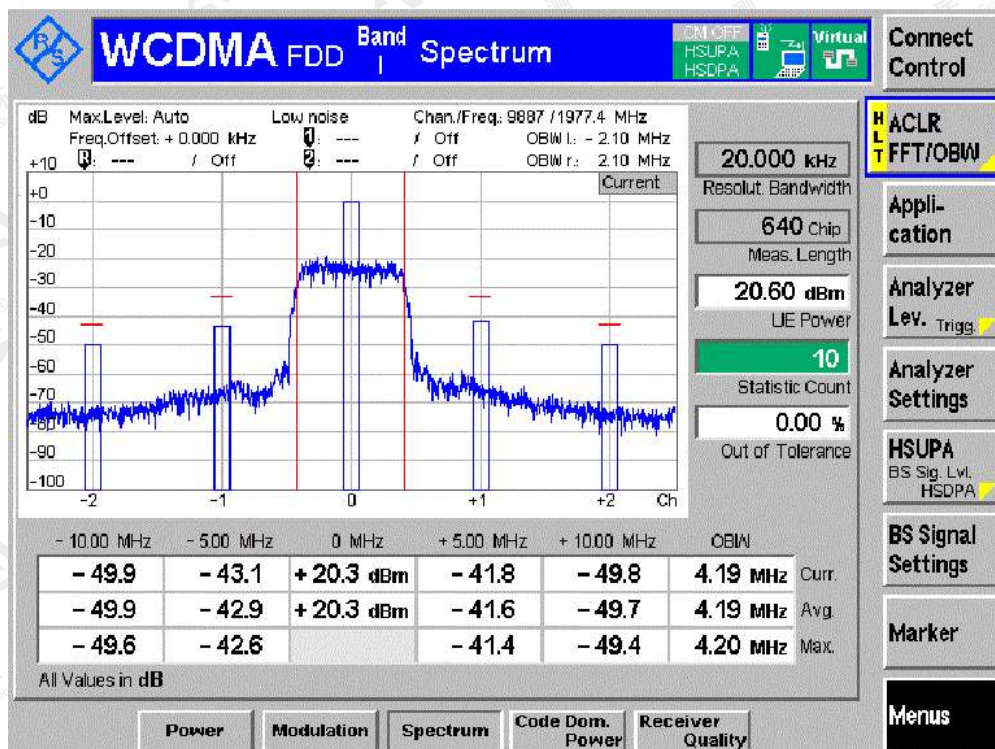 R&S WCDMA FDD Band I Spectrum
CM OFF
HSUPA
HSDPA
Virtual
Connect
Control
dB Max.Level: Auto Low noise Chan./Freq.: 9887 / 1977.4 MHz
Freq.Offset: + 0.000 kHz 1: --- / Off OBW l.: - 2.10 MHz
+10 R: --- / Off 2: --- / Off OBW r.: 2.10 MHz
Current
+0
-10
-20
-30
-40
-50
-60
-70
-80
-90
-100
-2 -1 0 +1 +2 Ch
20.000 kHz
Resolut. Bandwidth
640 Chip
Meas. Length
20.60 dBm
UE Power
10
Statistic Count
0.00 %
Out of Tolerance
- 10.00 MHz - 5.00 MHz 0 MHz + 5.00 MHz + 10.00 MHz OBW
- 49.9 - 43.1 + 20.3 dBm - 41.8 - 49.8 4.19 MHz Curr.
- 49.9 - 42.9 + 20.3 dBm - 41.6 - 49.7 4.19 MHz Avg.
- 49.6 - 42.6 - 41.4 - 49.4 4.20 MHz Max.
All Values in dB
HLT
ACLR
FFT/OBW
Appli-
cation
Analyzer
Lev. Trigg.
Analyzer
Settings
HSUPA
BS Sig. Lvl.
HSDPA
BS Signal
Settings
Marker
Menus
Power
Modulation
Spectrum
Code Dom.
Power
Receiver
Quality